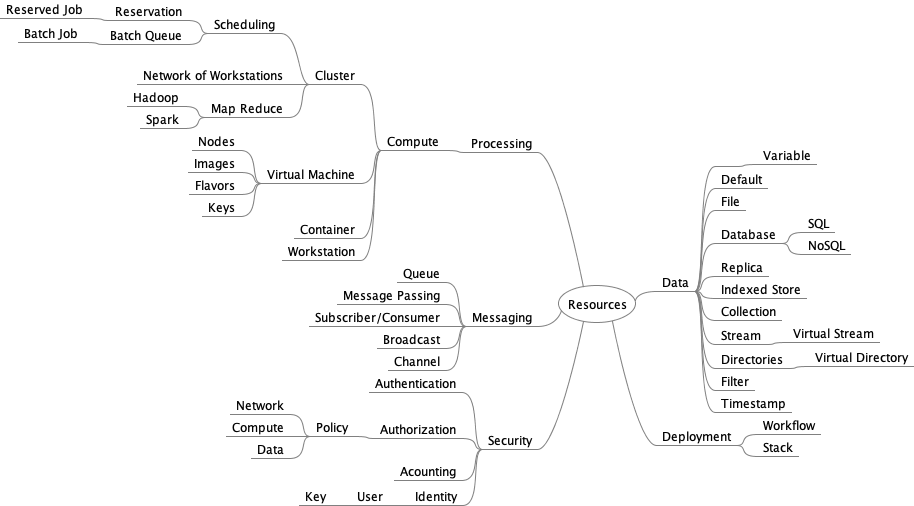 Reserved Job
Reservation
Scheduling
Batch Job
Batch Queue
Network of Workstations
Cluster
Hadoop
Map Reduce
Spark
Compute
Processing
Nodes
Images
Virtual Machine
Flavors
Keys
Container
Workstation
Queue
Message Passing
Subscriber/Consumer
Messaging
Broadcast
Channel
Authentication
Network
Compute
Policy
Authorization
Security
Data
Acounting
Key
User
Identity
Resources
Variable
Default
File
Database
SQL
NoSQL
Replica
Data
Indexed Store
Collection
Stream
Virtual Stream
Directories
Virtual Directory
Filter
Timestamp
Deployment
Workflow
Stack